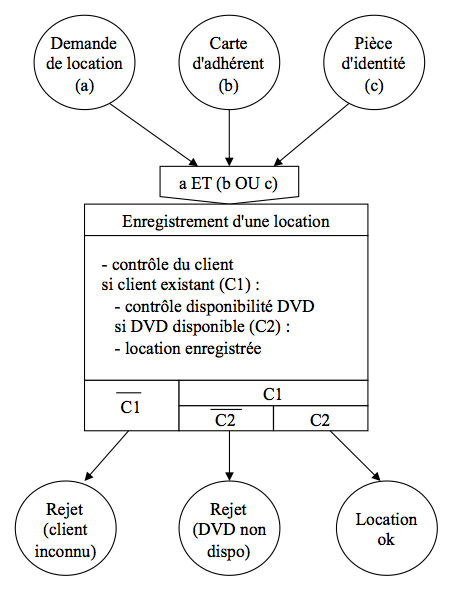 Demande
de location
(a)
Carte
d'adhérent
(b)
Pièce
d'identité
(c)
a ET (b OU c)
Enregistrement d'une location
- contrôle du client
si client existant (C1) :
- contrôle disponibilité DVD
si DVD disponible (C2) :
- location enregistrée
C1
C1
C2
C2
Rejet
(client
inconnu)
Rejet
(DVD non
dispo)
Location
ok